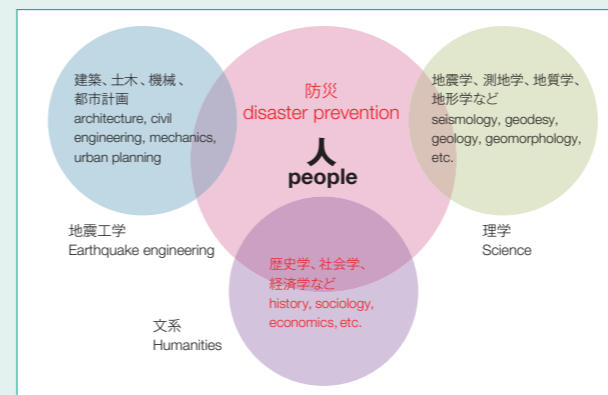 建築、土木、機械、
都市計画
architecture, civil
engineering, mechanics,
urban planning
地震工学
Earthquake engineering
防災
disaster prevention
人
people
地震学、測地学、地質学、
地形学など
seismology, geodesy,
geology, geomorphology,
etc.
理学
Science
歴史学、社会学、
経済学など
history, sociology,
economics, etc.
文系
Humanities